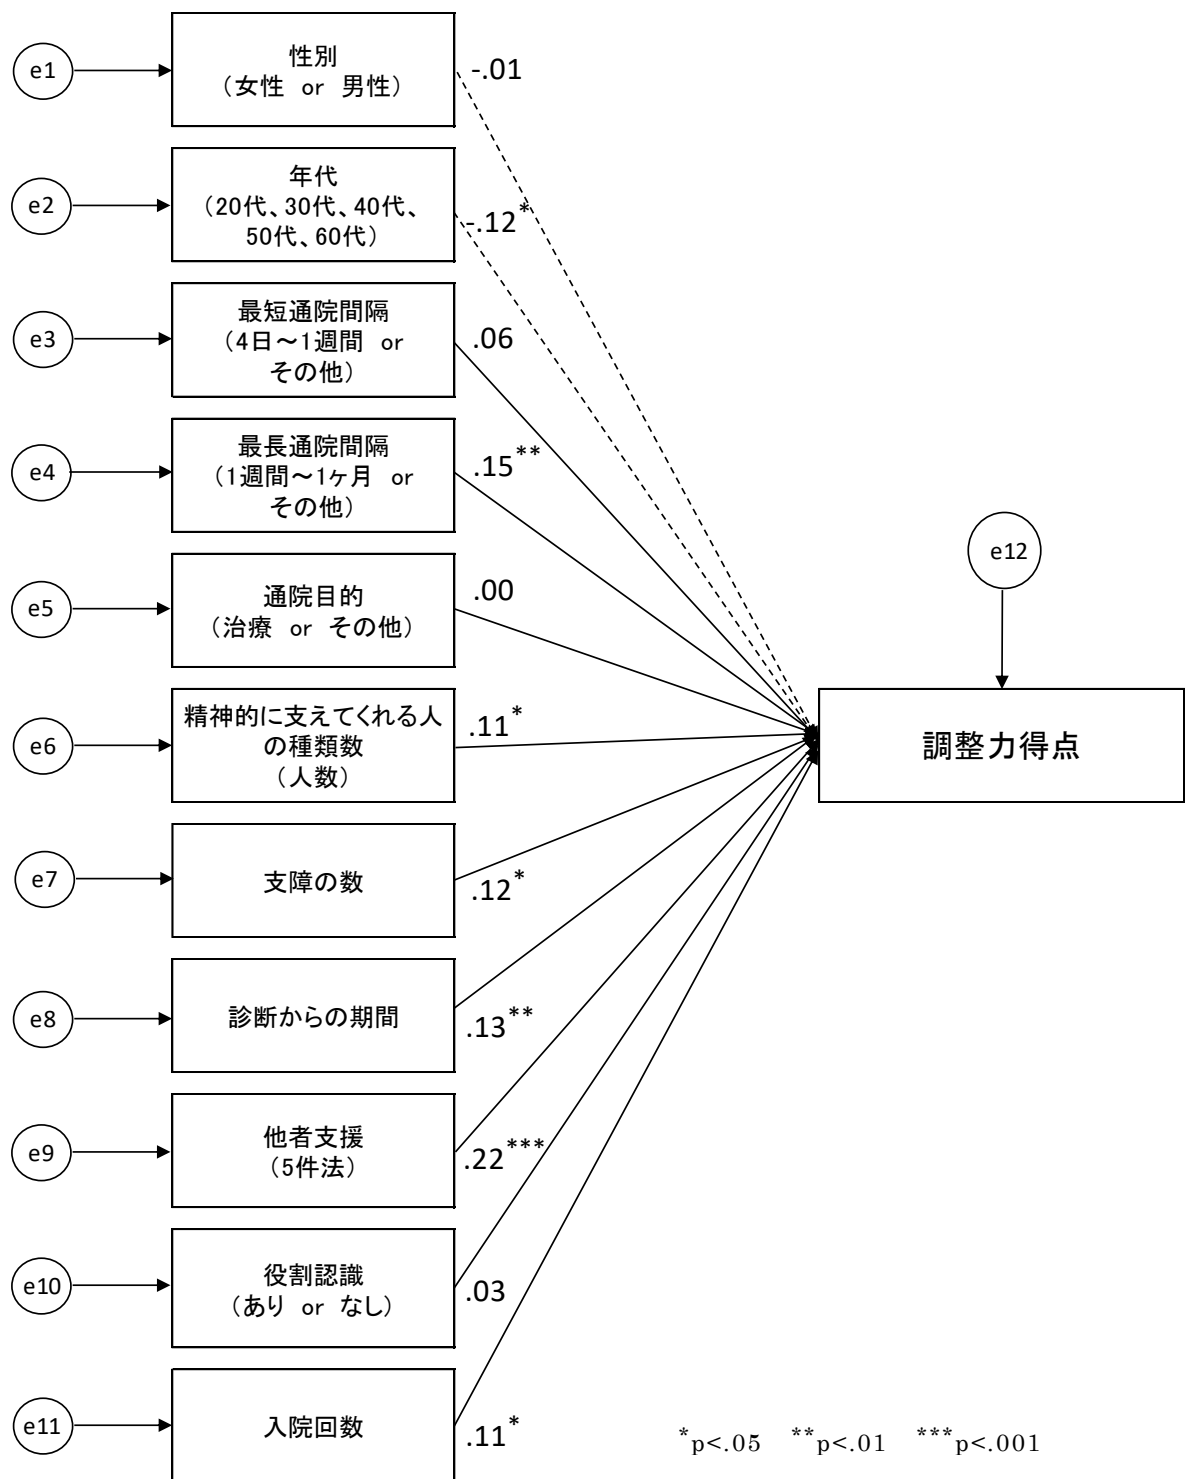 e1
性別
（女性 or 男性）
-.01
e2
年代
（20代、30代、40代、
50代、60代）
-.12*
e3
最短通院間隔
（4日～1週間 or
その他）
.06
e4
最長通院間隔
（1週間～1ヶ月 or
その他）
.15**
e5
通院目的
（治療 or その他）
.00
e12
調整力得点
e6
精神的に支えてくれる人
の種類数
（人数）
.11*
e7
支障の数
.12*
e8
診断からの期間
.13**
e9
他者支援
（5件法）
.22***
e10
役割認識
（あり or なし）
.03
e11
入院回数
.11*
*p<.05 **p<.01 ***p<.001